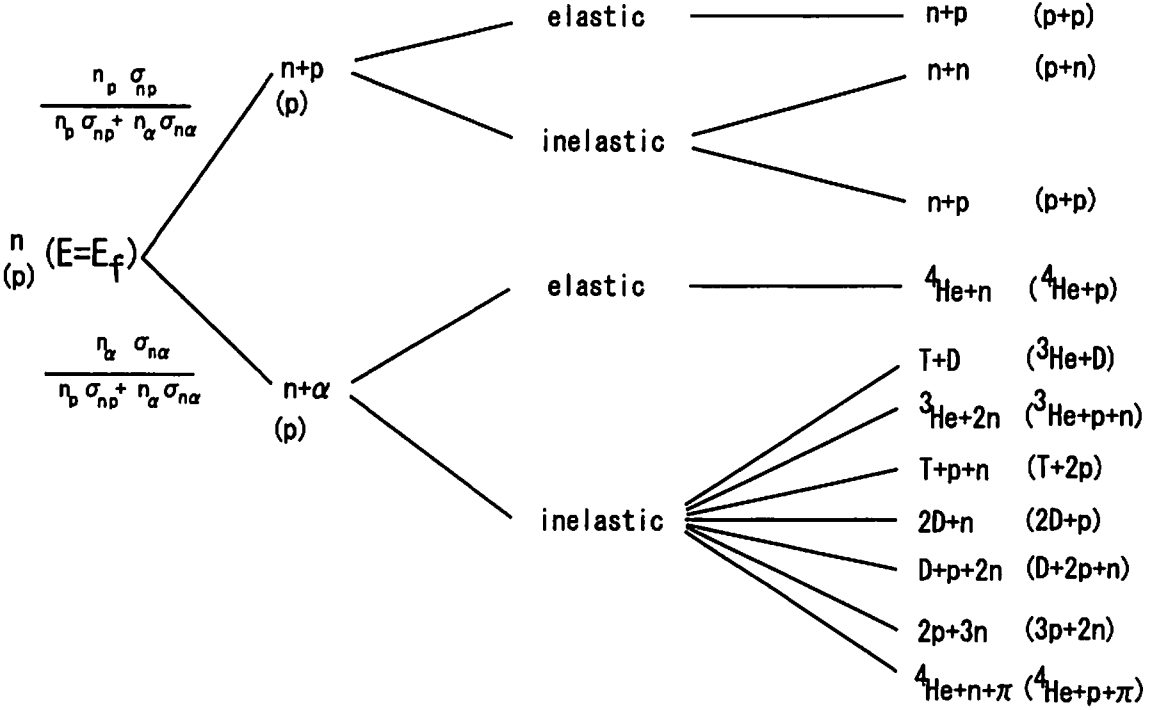 elastic
n+p (p+p)
n_p σ_np
n_p σ_np + n_α σ_nα
n+p
(p)
n+n (p+n)
inelastic
n+p (p+p)
n
(p)
(E=E_f)
elastic
⁴He+n (⁴He+p)
n_α σ_nα
n_p σ_np + n_α σ_nα
n+α
(p)
T+D (³He+D)
³He+2n (³He+p+n)
T+p+n (T+2p)
inelastic
2D+n (2D+p)
D+p+2n (D+2p+n)
2p+3n (3p+2n)
⁴He+n+π (⁴He+p+π)